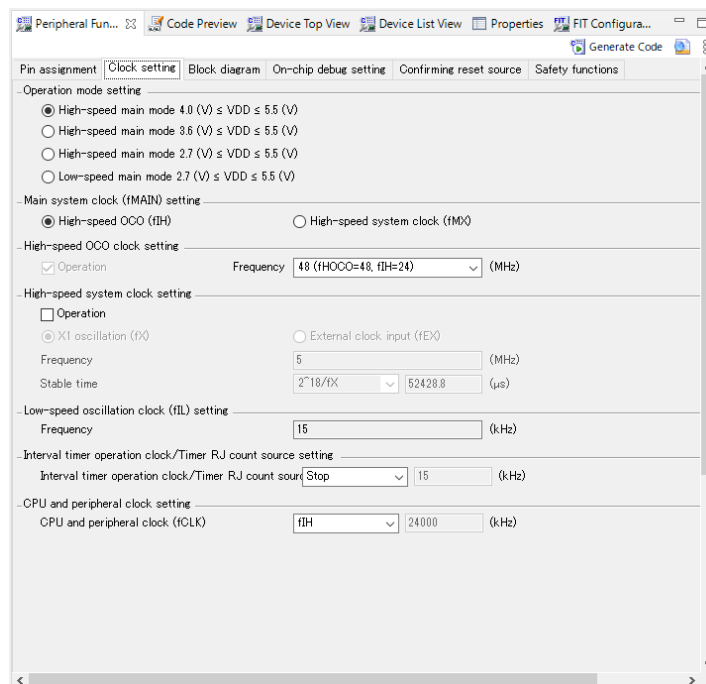 Peripheral Fun... Code Preview Device Top View Device List View Properties FIT Configura...
Generate Code
Pin assignment Clock setting Block diagram On-chip debug setting Confirming reset source Safety functions
Operation mode setting
High-speed main mode 4.0 (V) ≤ VDD ≤ 5.5 (V)
High-speed main mode 3.6 (V) ≤ VDD ≤ 5.5 (V)
High-speed main mode 2.7 (V) ≤ VDD ≤ 5.5 (V)
Low-speed main mode 2.7 (V) ≤ VDD ≤ 5.5 (V)
Main system clock (fMAIN) setting
High-speed OCO (fIH) High-speed system clock (fMX)
High-speed OCO clock setting
Operation Frequency 48 (fHOCO=48, fIH=24) (MHz)
High-speed system clock setting
Operation
X1 oscillation (fX) External clock input (fEX)
Frequency 5 (MHz)
Stable time 2^18/fX 52428.8 (µs)
Low-speed oscillation clock (fIL) setting
Frequency 15 (kHz)
Interval timer operation clock/Timer RJ count source setting
Interval timer operation clock/Timer RJ count sour Stop 15 (kHz)
CPU and peripheral clock setting
CPU and peripheral clock (fCLK) fIH 24000 (kHz)